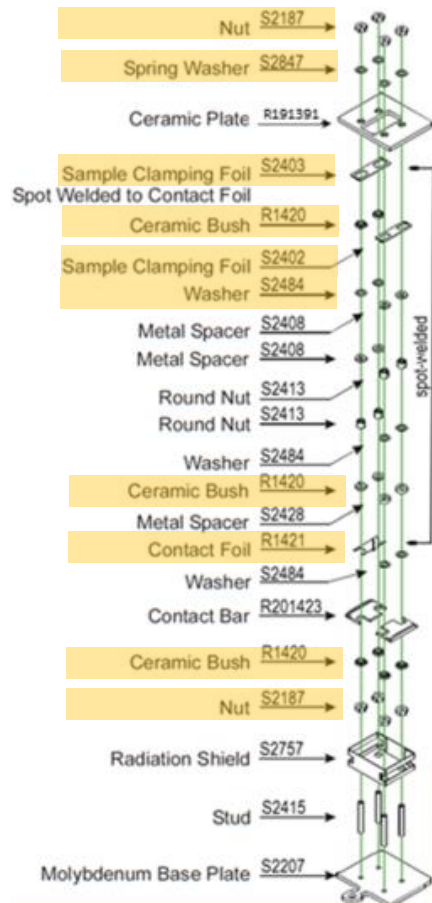 Nut S2187
Spring Washer S2847
Ceramic Plate R191391
Sample Clamping Foil S2403
Spot Welded to Contact Foil
Ceramic Bush R1420
Sample Clamping Foil S2402
Washer S2484
Metal Spacer S2408
Metal Spacer S2408
Round Nut S2413
Round Nut S2413
Washer S2484
Ceramic Bush R1420
Metal Spacer S2428
Contact Foil R1421
Washer S2484
Contact Bar R201423
Ceramic Bush R1420
Nut S2187
Radiation Shield S2757
Stud S2415
Molybdenum Base Plate S2207
spot-welded